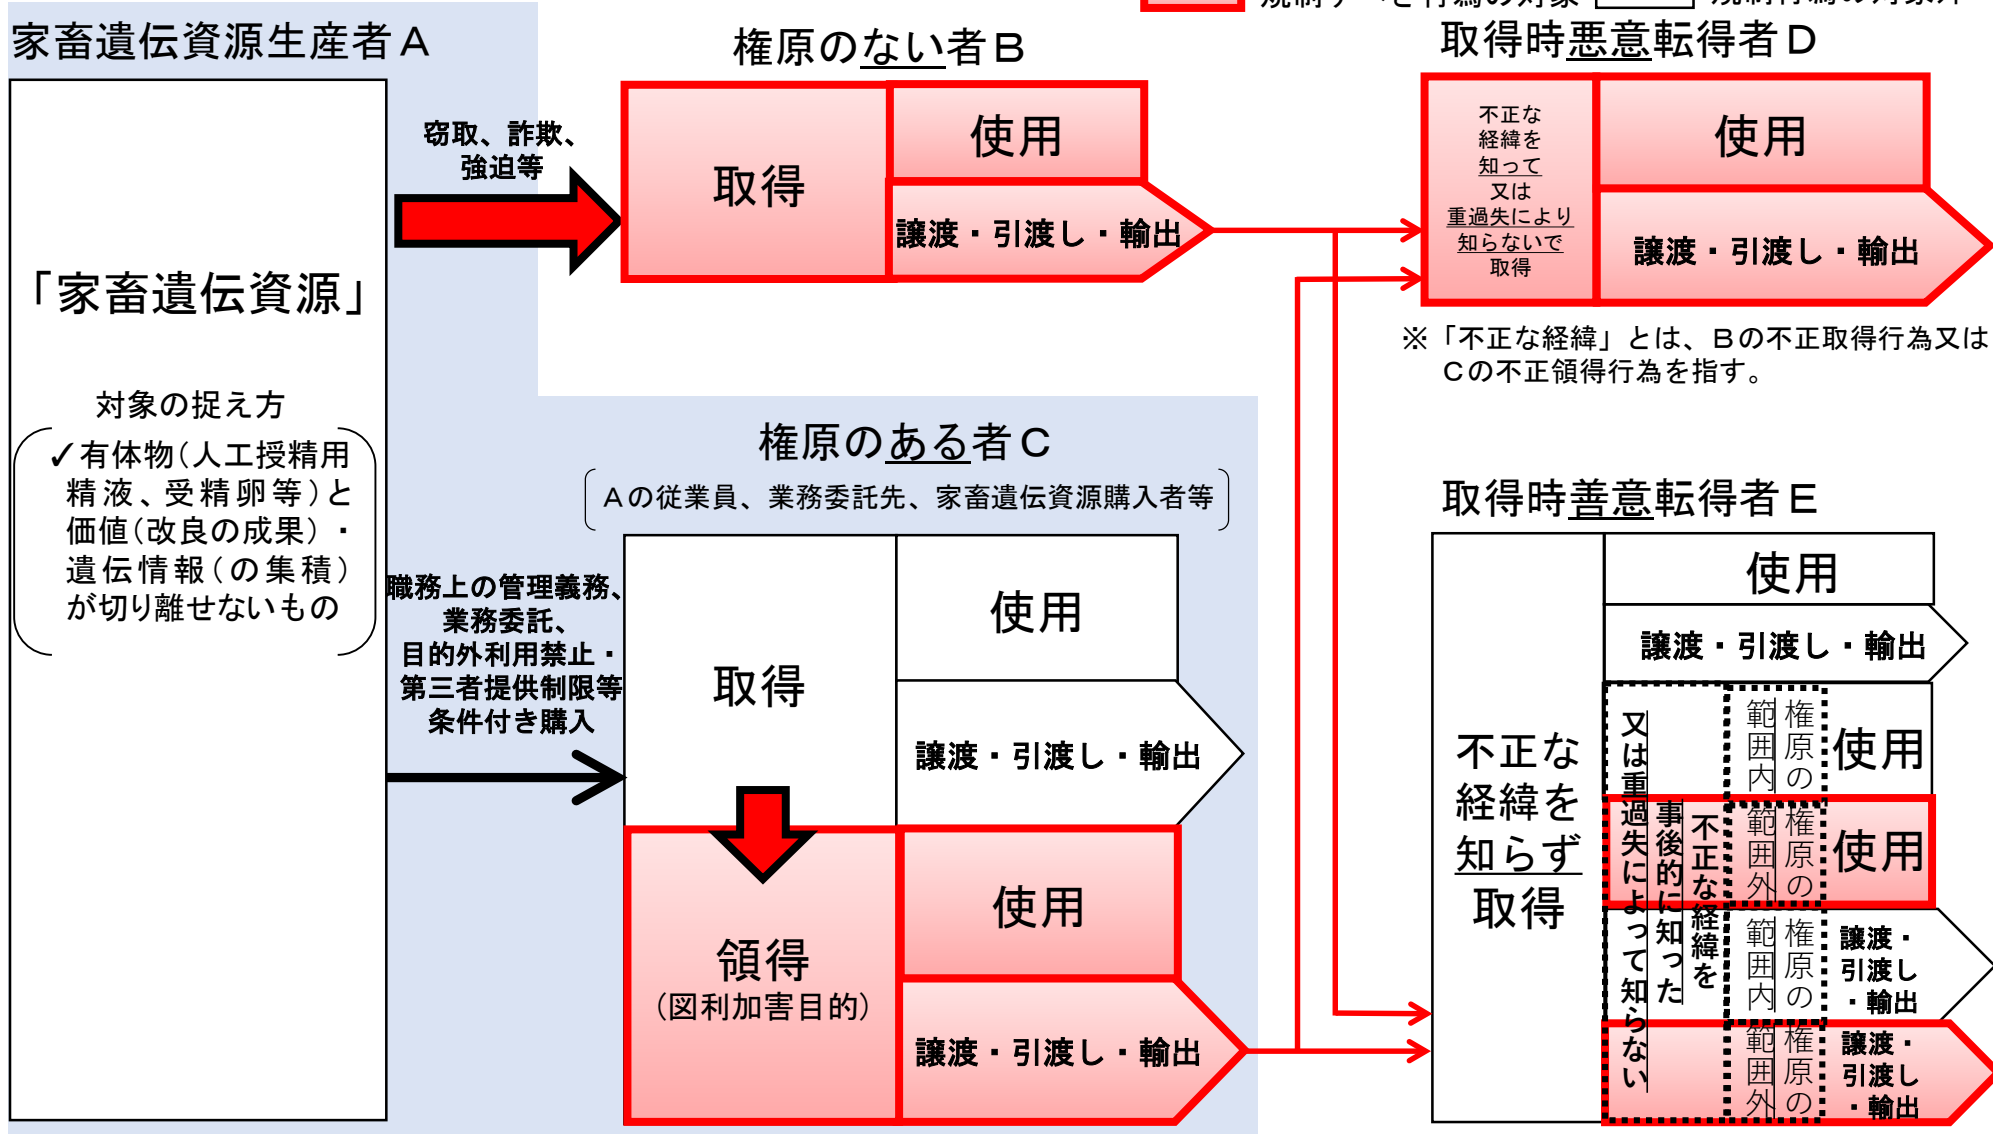 家畜遺伝資源生産者A
「家畜遺伝資源」
対象の捉え方
✓有体物（人工授精用
精液、受精卵等）と
価値（改良の成果）・
遺伝情報（の集積）
が切り離せないもの
窃取、詐欺、
強迫等
職務上の管理義務、
業務委託、
目的外利用禁止・
第三者提供制限等
条件付き購入
権原のない者B
取得
使用
譲渡・引渡し・輸出
権原のある者C
Aの従業員、業務委託先、家畜遺伝資源購入者等
取得
使用
譲渡・引渡し・輸出
領得
（図利加害目的）
使用
譲渡・引渡し・輸出
取得時悪意転得者D
不正な
経緯を
知って
又は
重過失により
知らないで
取得
使用
譲渡・引渡し・輸出
※「不正な経緯」とは、Bの不正取得行為又は
Cの不正領得行為を指す。
取得時善意転得者E
不正な
経緯を
知らず
取得
使用
譲渡・引渡し・輸出
不正な経緯を
事後的に知った
又は重過失によって知らない
権原の
範囲内
使用
権原の
範囲外
使用
権原の
範囲内
譲渡・
引渡し
・輸出
権原の
範囲外
譲渡・
引渡し
・輸出